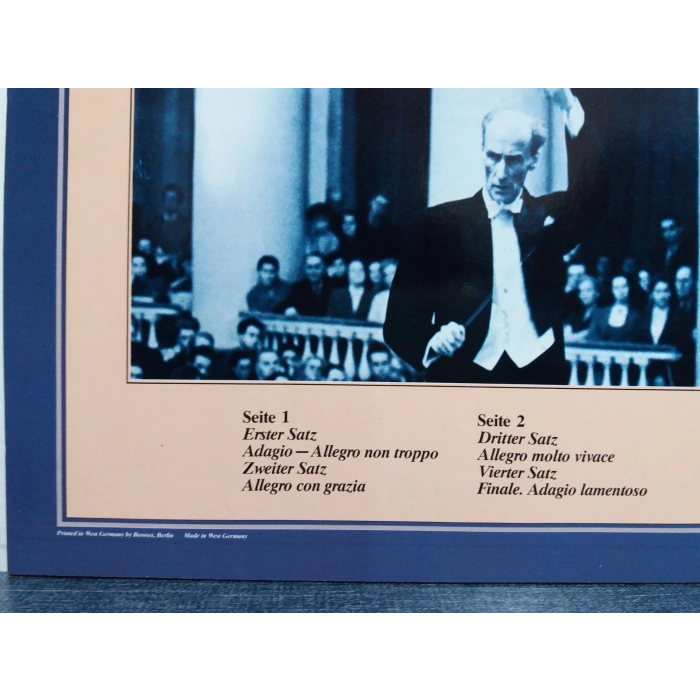 Seite 1
Erster Satz
Adagio — Allegro non troppo
Zweiter Satz
Allegro con grazia
Seite 2
Dritter Satz
Allegro molto vivace
Vierter Satz
Finale. Adagio lamentoso
Printed in West Germany by Beroset, Berlin Made in West Germany